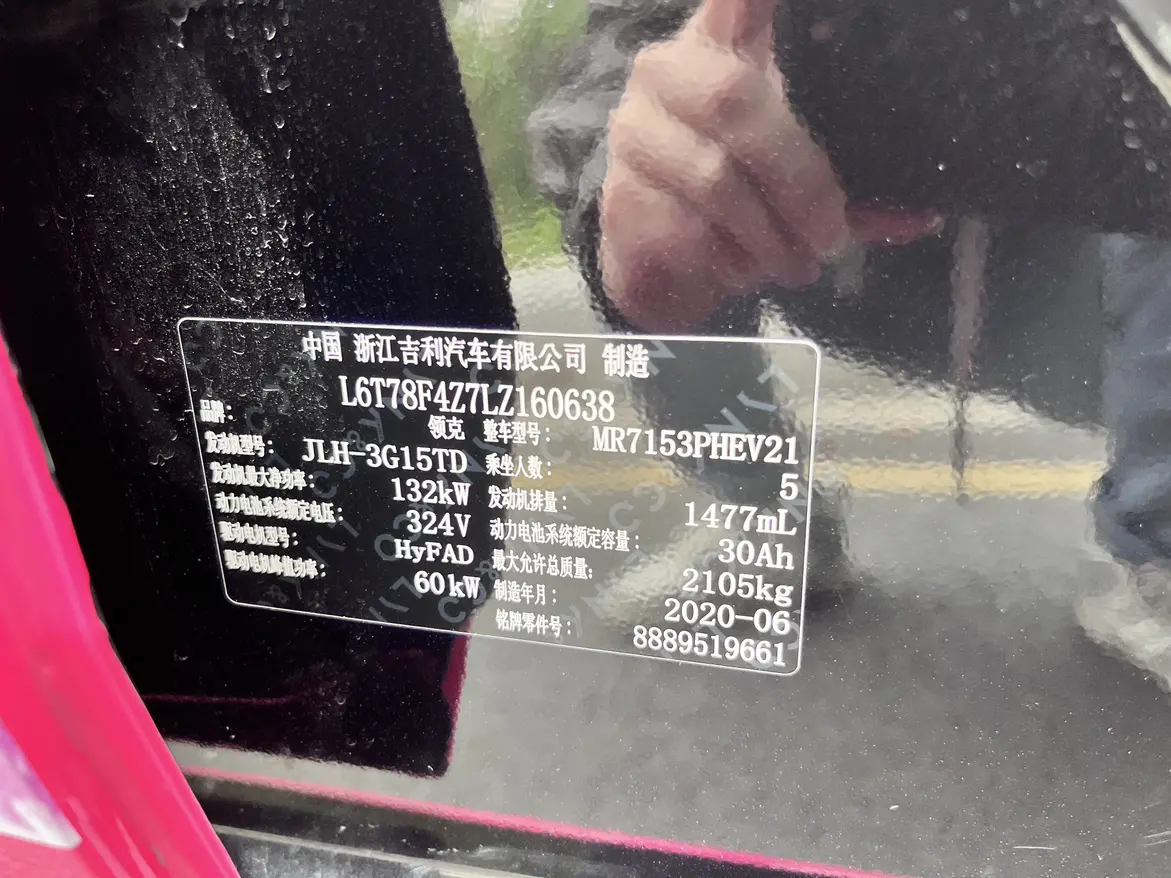 中国 浙江吉利汽车有限公司 制造
L6T78F4Z7LZ160638
品牌: 领克 整车型号: MR7153PHEV21
发动机型号: JLH-3G15TD 乘坐人数: 5
发动机最大净功率: 132kW 发动机排量: 1477mL
动力电池系统额定电压: 324V 动力电池系统额定容量: 30Ah
驱动电机型号: HyFAD 最大允许总质量: 2105kg
驱动电机峰值功率: 60kW 制造年月: 2020-06
铭牌零件号: 8889519661